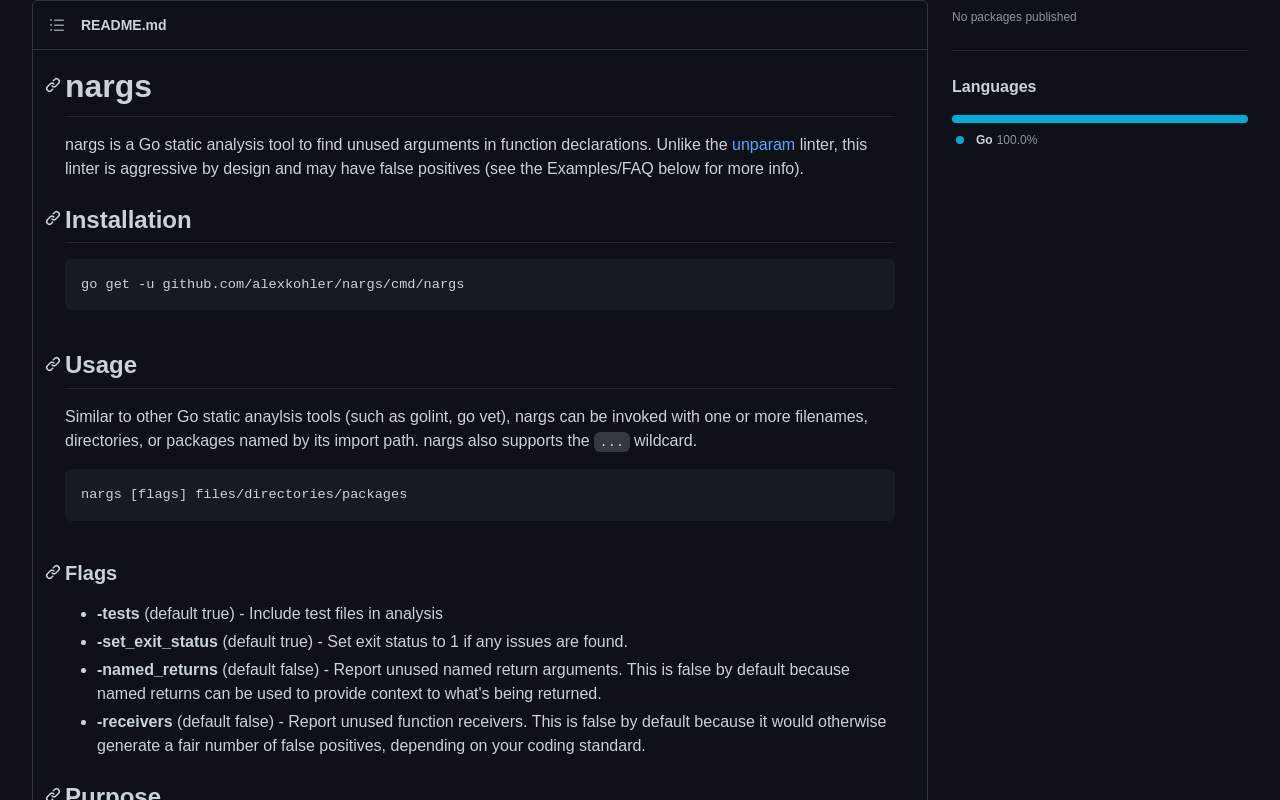 README.md
nargs
nargs is a Go static analysis tool to find unused arguments in function declarations. Unlike the unparam linter, this
linter is aggressive by design and may have false positives (see the Examples/FAQ below for more info).
Installation
go get -u github.com/alexkohler/nargs/cmd/nargs
Usage
Similar to other Go static anaylsis tools (such as golint, go vet), nargs can be invoked with one or more filenames,
directories, or packages named by its import path. nargs also supports the ... wildcard.
nargs [flags] files/directories/packages
Flags
• -tests (default true) - Include test files in analysis
• -set_exit_status (default true) - Set exit status to 1 if any issues are found.
• -named_returns (default false) - Report unused named return arguments. This is false by default because
named returns can be used to provide context to what's being returned.
• -receivers (default false) - Report unused function receivers. This is false by default because it would otherwise
generate a fair number of false positives, depending on your coding standard.
Purpose
No packages published
Languages
Go 100.0%